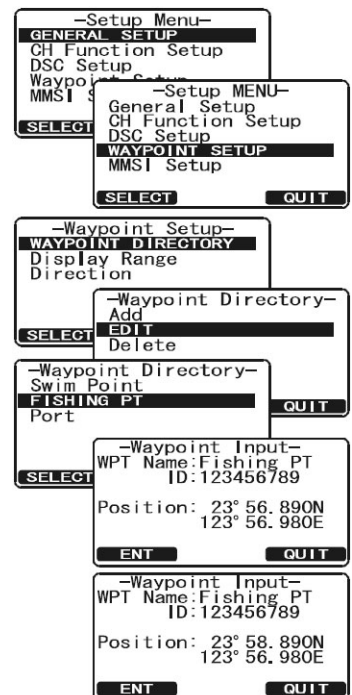 —Setup Menu—
GENERAL SETUP
CH Function Setup
DSC Setup
Waypoint Setup
MMSI S
SELECT
—Setup MENU—
General Setup
CH Function Setup
DSC Setup
WAYPOINT SETUP
MMSI Setup
SELECT QUIT
—Waypoint Setup—
WAYPOINT DIRECTORY
Display Range
Direction
SELECT
—Waypoint Directory—
Add
EDIT
Delete
QUIT
—Waypoint Directory—
Swim Point
FISHING PT
Port
SELECT
—Waypoint Input—
WPT Name:Fishing PT
ID:123456789
Position: 23°56.890N
123°56.980E
ENT QUIT
—Waypoint Input—
WPT Name:Fishing PT
ID:123456789
Position: 23°58.890N
123°56.980E
ENT QUIT